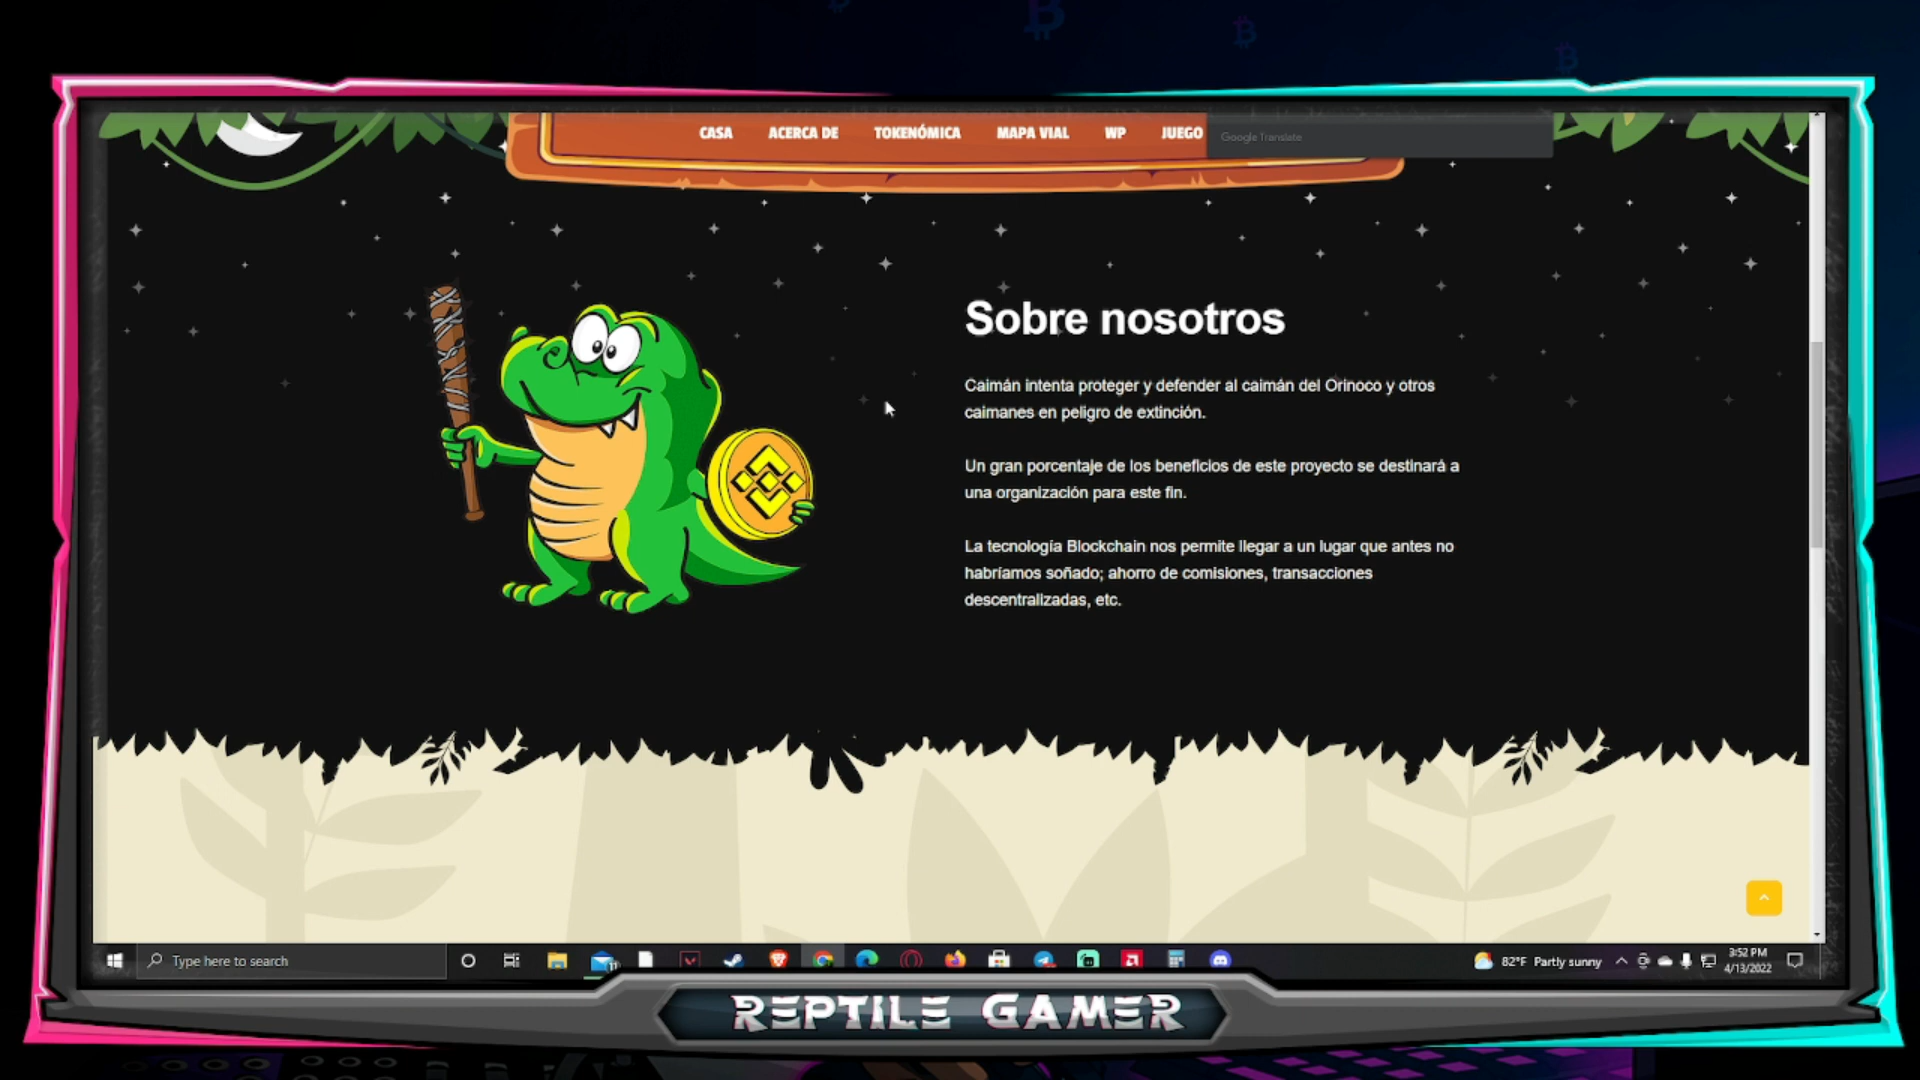 CASA ACERCA DE TOKENÓMICA MAPA VIAL WP JUEGO
Google Translate
Sobre nosotros
Caimán intenta proteger y defender al caimán del Orinoco y otros
caimanes en peligro de extinción.
Un gran porcentaje de los beneficios de este proyecto se destinará a
una organización para este fin.
La tecnología Blockchain nos permite llegar a un lugar que antes no
habríamos soñado; ahorro de comisiones, transacciones
descentralizadas, etc.
Type here to search
11
82°F Partly sunny
3:52 PM
4/13/2022
REPTILE GAMER